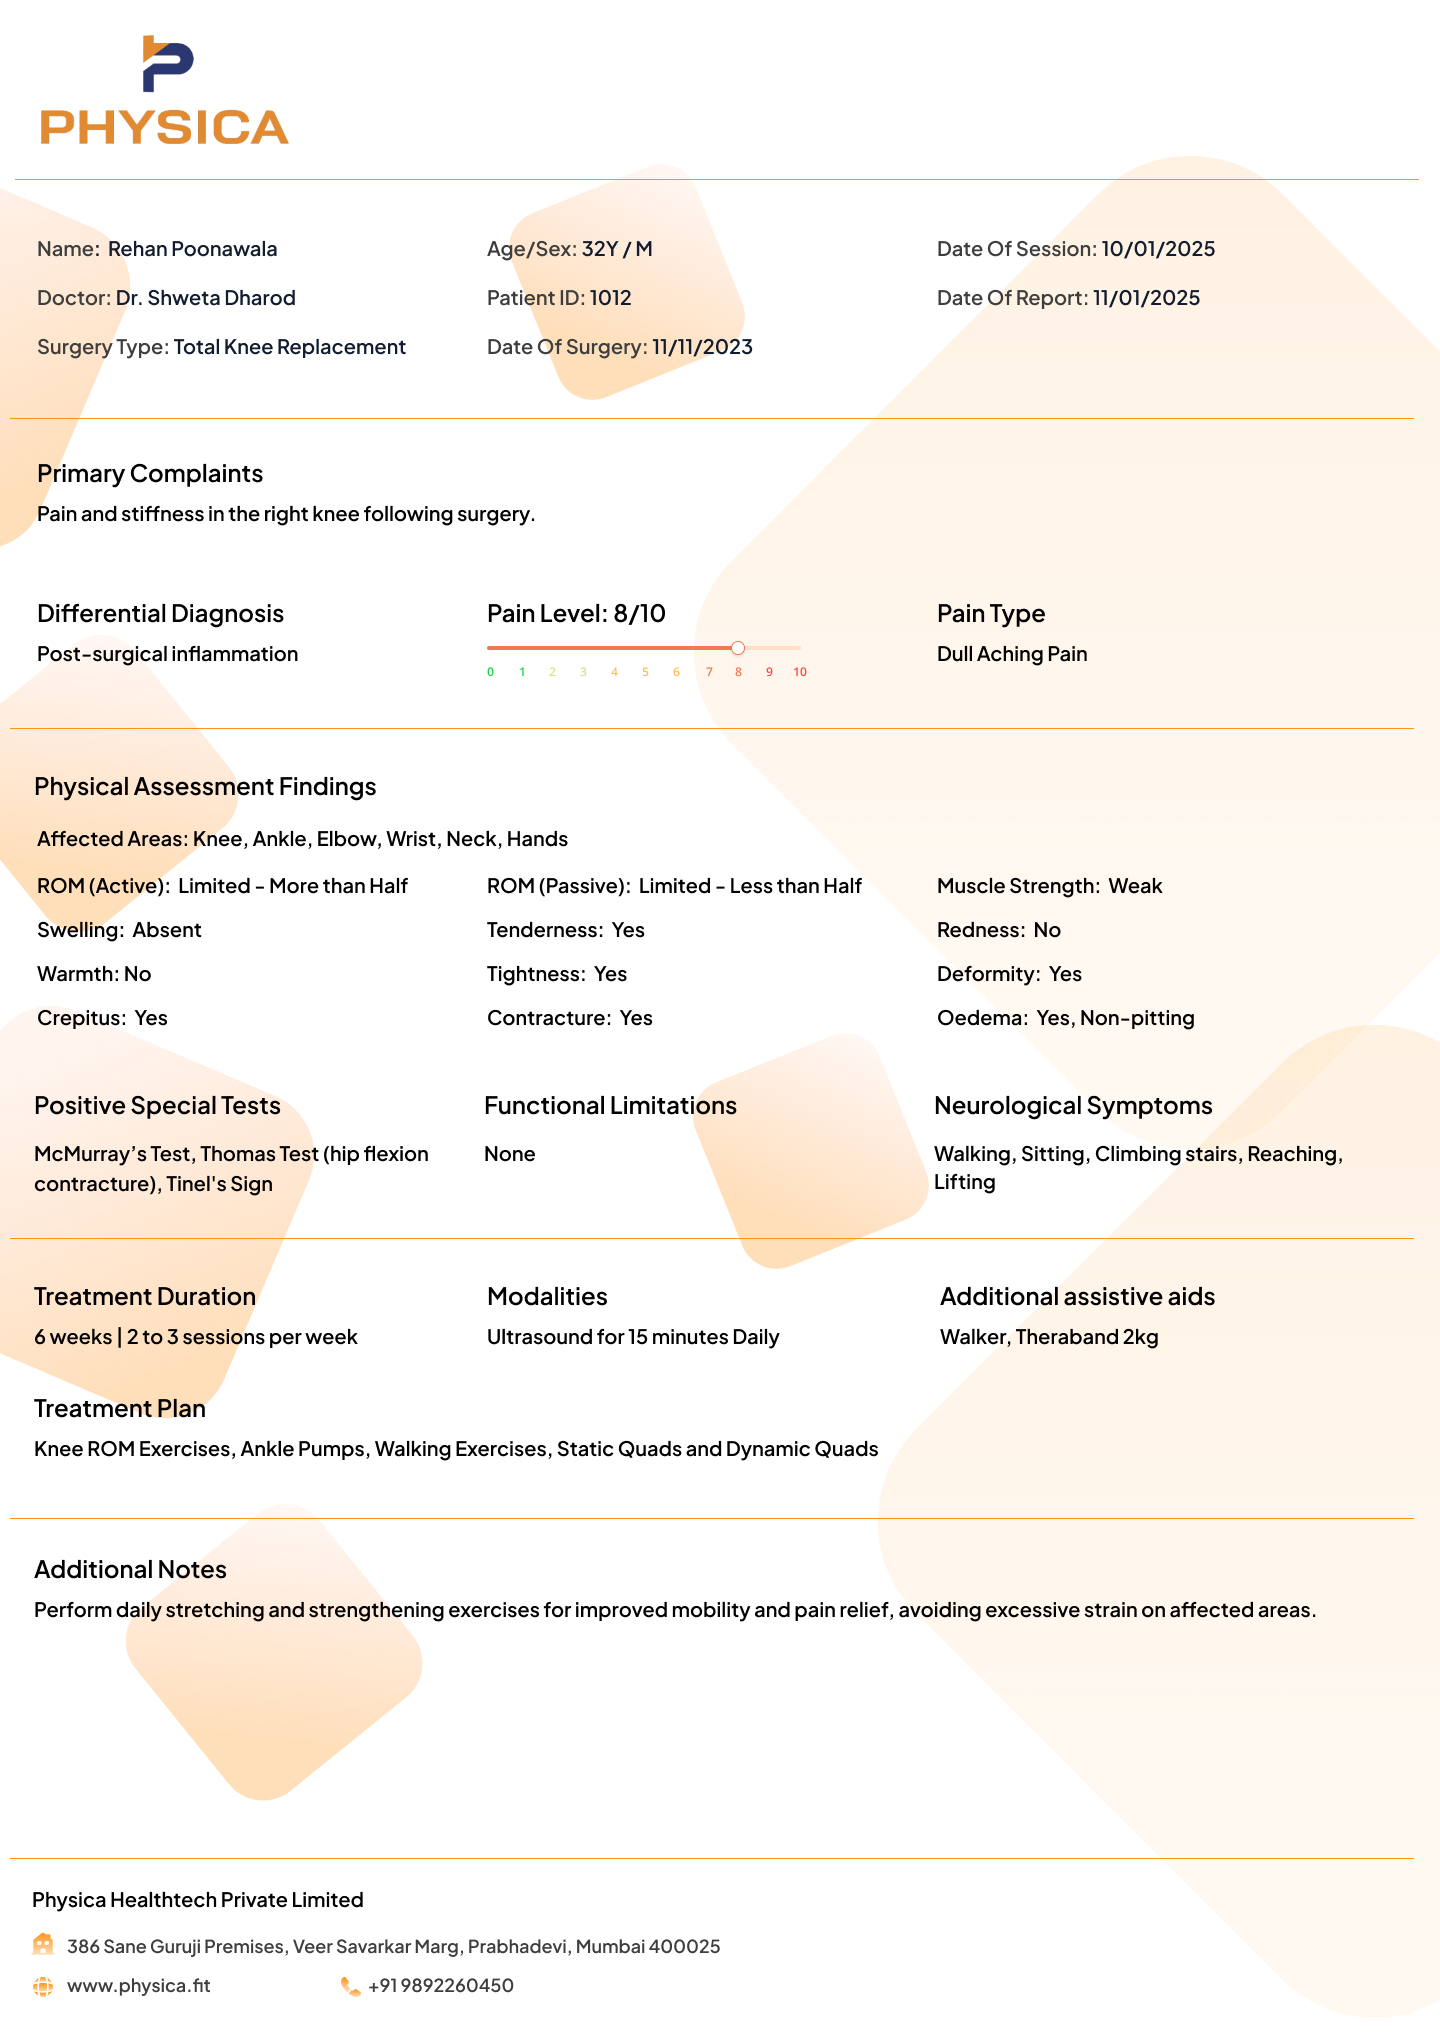 PHYSICA
Name: Rehan Poonawala
Age/Sex: 32Y / M
Date Of Session: 10/01/2025
Doctor: Dr. Shweta Dharod
Patient ID: 1012
Date Of Report: 11/01/2025
Surgery Type: Total Knee Replacement
Date Of Surgery: 11/11/2023
Primary Complaints
Pain and stiffness in the right knee following surgery.
Differential Diagnosis
Post-surgical inflammation
Pain Level: 8/10
0 1 2 3 4 5 6 7 8 9 10
Pain Type
Dull Aching Pain
Physical Assessment Findings
Affected Areas: Knee, Ankle, Elbow, Wrist, Neck, Hands
ROM (Active): Limited - More than Half
ROM (Passive): Limited - Less than Half
Muscle Strength: Weak
Swelling: Absent
Tenderness: Yes
Redness: No
Warmth: No
Tightness: Yes
Deformity: Yes
Crepitus: Yes
Contracture: Yes
Oedema: Yes, Non-pitting
Positive Special Tests
McMurray’s Test, Thomas Test (hip flexion
contracture), Tinel's Sign
Functional Limitations
None
Neurological Symptoms
Walking, Sitting, Climbing stairs, Reaching,
Lifting
Treatment Duration
6 weeks | 2 to 3 sessions per week
Modalities
Ultrasound for 15 minutes Daily
Additional assistive aids
Walker, Theraband 2kg
Treatment Plan
Knee ROM Exercises, Ankle Pumps, Walking Exercises, Static Quads and Dynamic Quads
Additional Notes
Perform daily stretching and strengthening exercises for improved mobility and pain relief, avoiding excessive strain on affected areas.
Physica Healthtech Private Limited
386 Sane Guruji Premises, Veer Savarkar Marg, Prabhadevi, Mumbai 400025
www.physica.fit
+91 9892260450